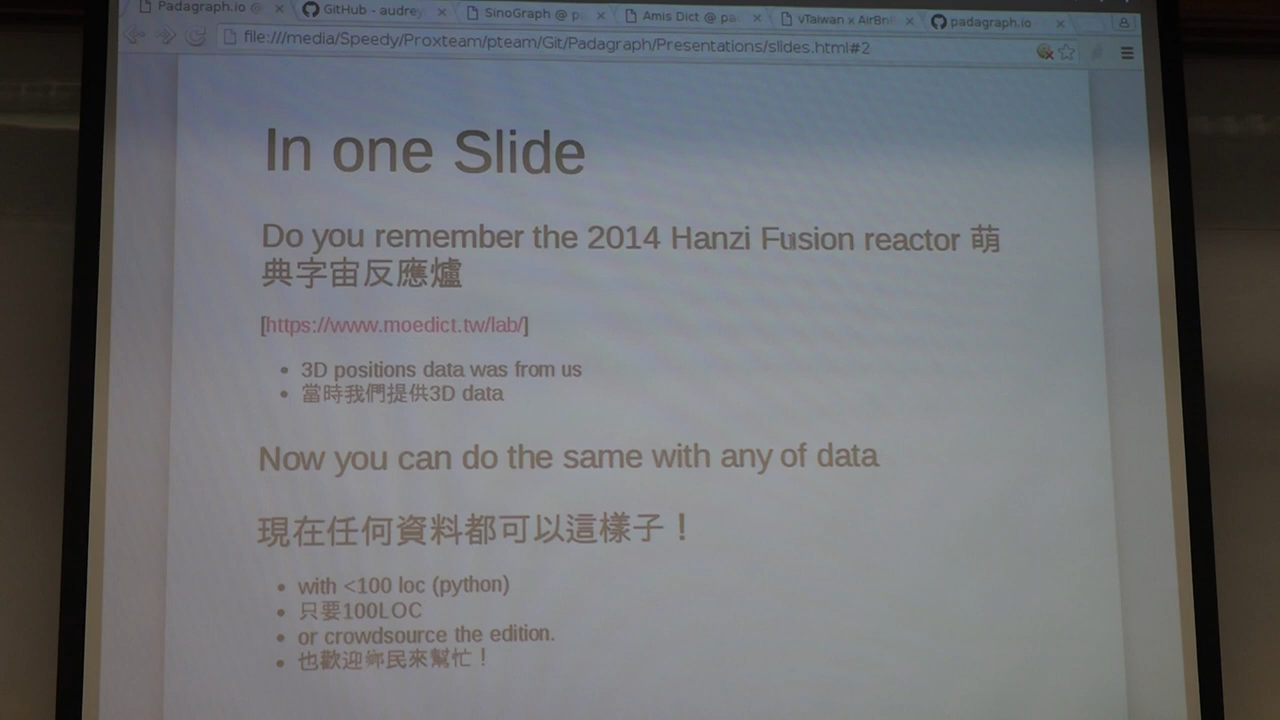 Padagraph.io @
GitHub - audrey
SinoGraph @ p
Amis Dict @ pa
vTaiwan x AirBn
padagraph.io
file:///media/Speedy/Proxteam/pteam/Git/Padagraph/Presentations/slides.html#2
In one Slide
Do you remember the 2014 Hanzi Fusion reactor 萌
典字宙反應爐
[https://www.moedict.tw/lab/]
3D positions data was from us
當時我們提供3D data
Now you can do the same with any of data
現在任何資料都可以這樣子！
with <100 loc (python)
只要100LOC
or crowdsource the edition.
也歡迎鄉民來幫忙！